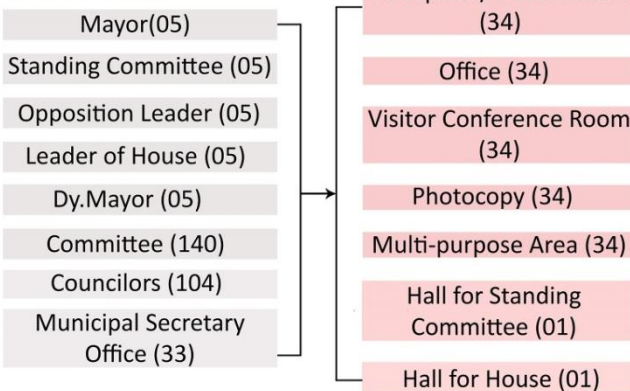 Mayor(05)
Standing Committee (05)
Opposition Leader (05)
Leader of House (05)
Dy.Mayor (05)
Committee (140)
Councilors (104)
Municipal Secretary
Office (33)
(34)
Office (34)
Visitor Conference Room
(34)
Photocopy (34)
Multi-purpose Area (34)
Hall for Standing
Committee (01)
Hall for House (01)